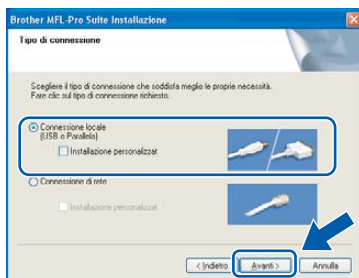 Brother MFL-Pro Suite Installazione
Tipo di connessione
Scegliere il tipo di connessione che soddisfa meglio le proprie necessità.
Fare clic sul tipo di connessione richiesto.
Connessione locale
(USB o Parallela)
Installazione personalizzat
Connessione di rete
Installazione personalizzat
< Indietro
Avanti >
Annulla